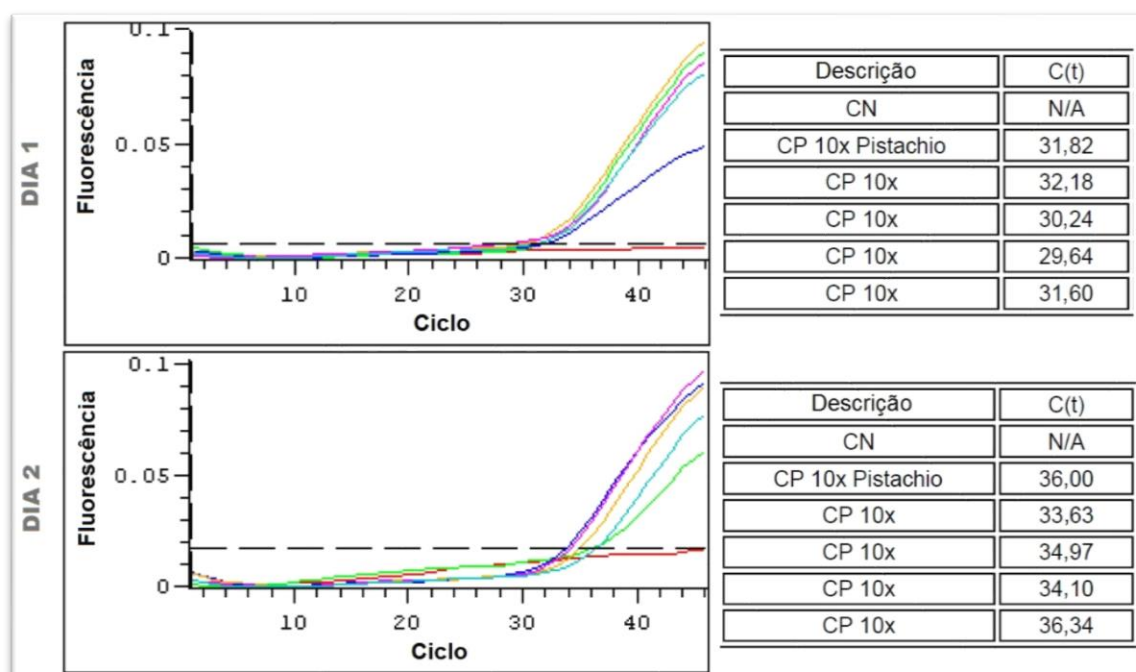 DIA 1
Fluorescência
0.1
0.05
0
10 20 30 40
Ciclo
Descrição C(t)
CN N/A
CP 10x Pistachio 31,82
CP 10x 32,18
CP 10x 30,24
CP 10x 29,64
CP 10x 31,60
DIA 2
Fluorescência
0.1
0.05
0
10 20 30 40
Ciclo
Descrição C(t)
CN N/A
CP 10x Pistachio 36,00
CP 10x 33,63
CP 10x 34,97
CP 10x 34,10
CP 10x 36,34